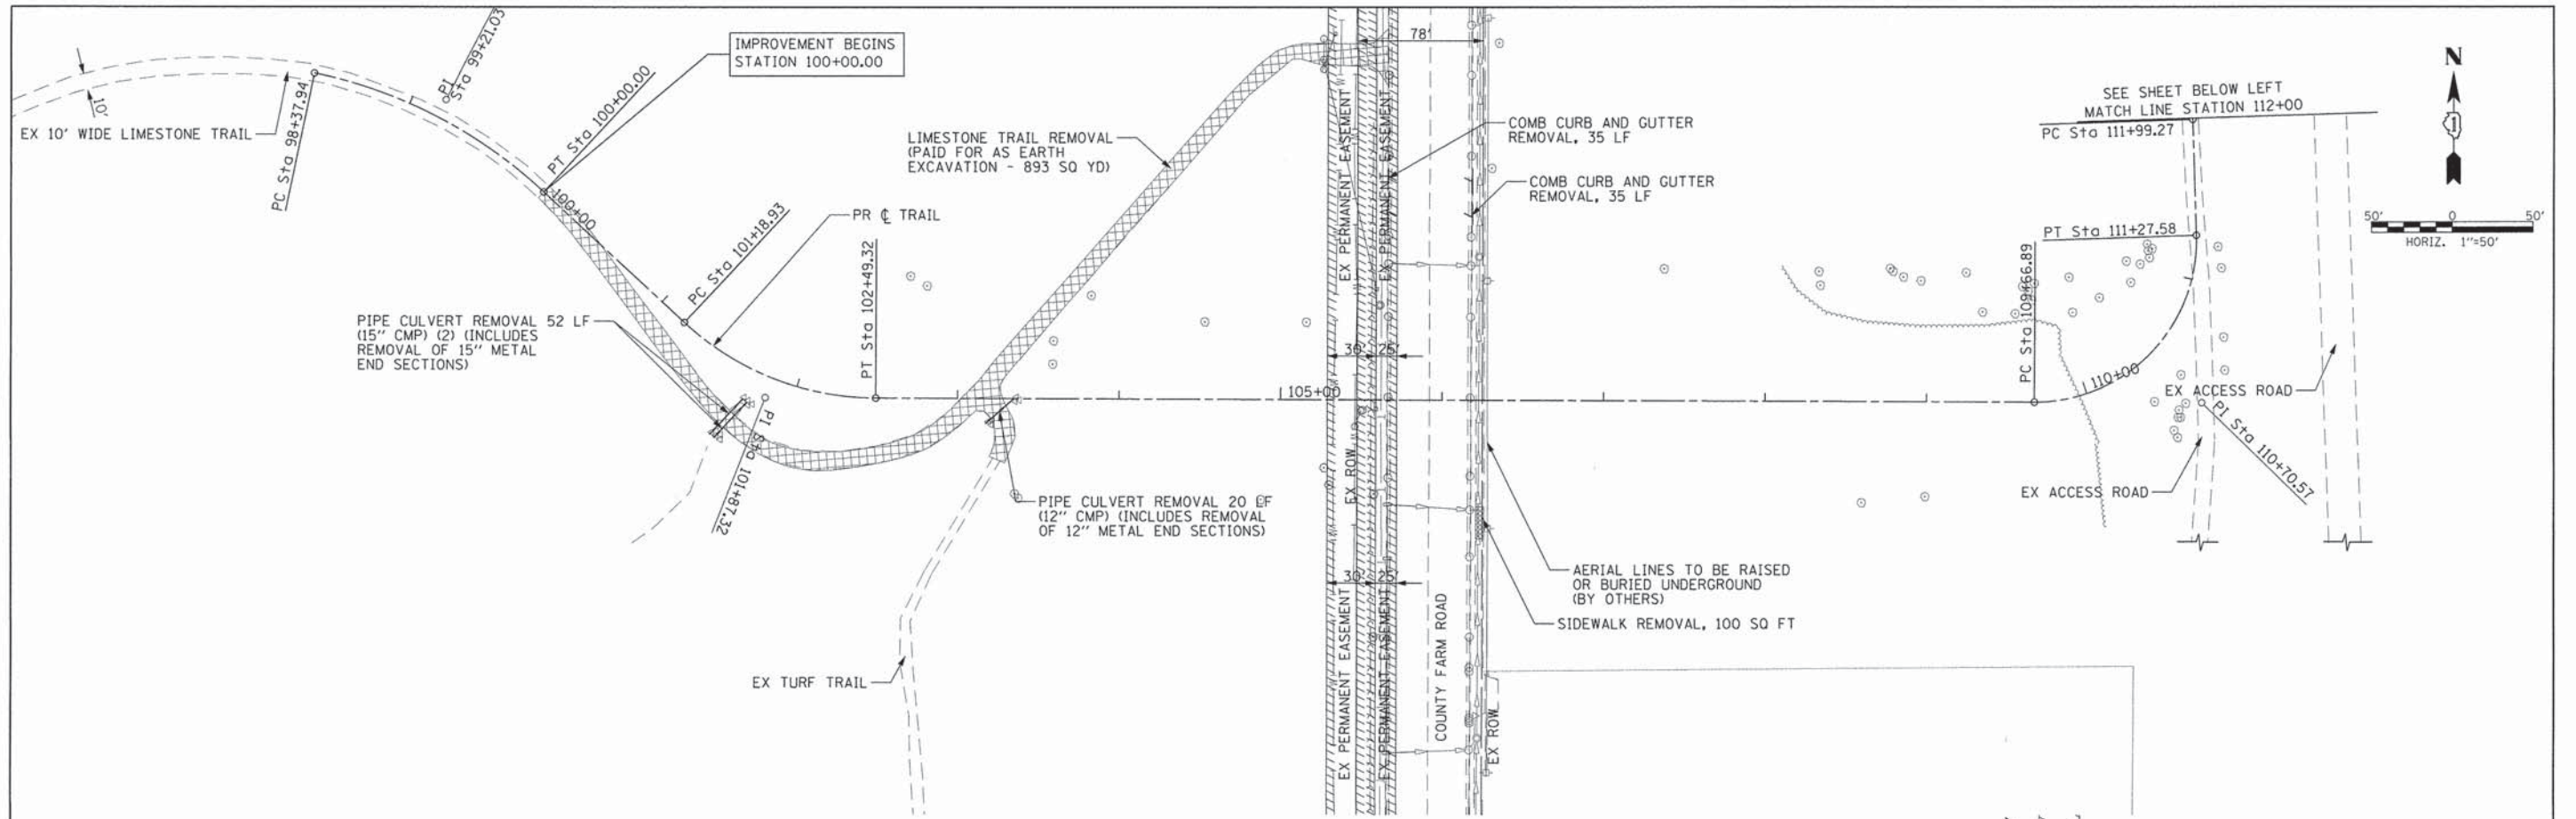 IMPROVEMENT BEGINS
STATION 100+00.00
PI
Sta 99+21.03
10'
EX 10' WIDE LIMESTONE TRAIL
PC Sta 98+37.94
PT Sta 100+00.00
100+00
PC Sta 101+18.93
PR ℄ TRAIL
PT Sta 102+49.32
LIMESTONE TRAIL REMOVAL
(PAID FOR AS EARTH
EXCAVATION - 893 SQ YD)
PIPE CULVERT REMOVAL 52 LF
(15" CMP) (2) (INCLUDES
REMOVAL OF 15" METAL
END SECTIONS)
PI Sta 101+87.32
PIPE CULVERT REMOVAL 20 LF
(12" CMP) (INCLUDES REMOVAL
OF 12" METAL END SECTIONS)
EX TURF TRAIL
78'
EX PERMANENT EASEMENT
EX PERMANENT EASEMENT
COMB CURB AND GUTTER
REMOVAL, 35 LF
COMB CURB AND GUTTER
REMOVAL, 35 LF
30' 25'
105+00
EX ROW
30' 25'
EX PERMANENT EASEMENT
EX PERMANENT EASEMENT
COUNTY FARM ROAD
EX ROW
AERIAL LINES TO BE RAISED
OR BURIED UNDERGROUND
(BY OTHERS)
SIDEWALK REMOVAL, 100 SQ FT
SEE SHEET BELOW LEFT
MATCH LINE STATION 112+00
PC Sta 111+99.27
PT Sta 111+27.58
PC Sta 109+66.89
110+00
EX ACCESS ROAD
PI Sta 110+70.57
EX ACCESS ROAD
N
50' 0 50'
HORIZ. 1"=50'